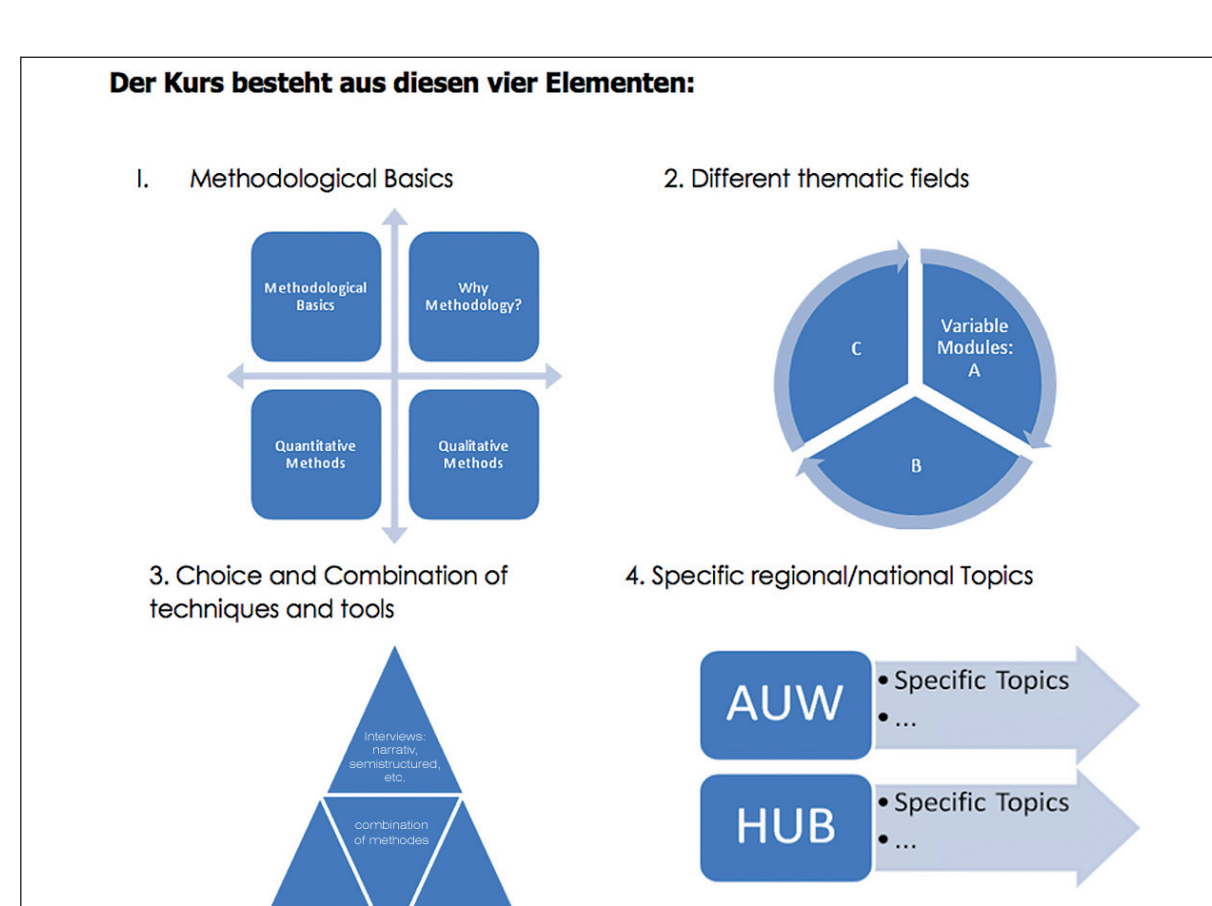 Der Kurs besteht aus diesen vier Elementen:
I. Methodological Basics
Methodological
Basics
Why
Methodology?
Quantitative
Methods
Qualitative
Methods
2. Different thematic fields
C
Variable
Modules:
A
B
3. Choice and Combination of
techniques and tools
Interviews:
narrativ,
semistructured,
etc.
combination
of methodes
4. Specific regional/national Topics
AUW
• Specific Topics
• ...
HUB
• Specific Topics
• ...